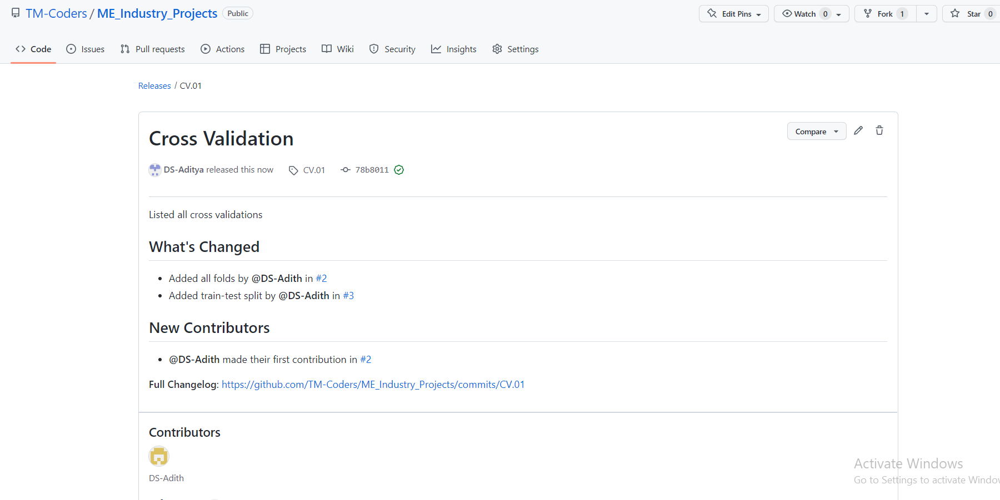 TM-Coders / ME_Industry_Projects Public
Edit Pins Watch 0 Fork 1 Star 0
Code Issues Pull requests Actions Projects Wiki Security Insights Settings
Releases / CV.01
Cross Validation
Compare
DS-Aditya released this now CV.01 78b8011
Listed all cross validations
What's Changed
• Added all folds by @DS-Adith in #2
• Added train-test split by @DS-Adith in #3
New Contributors
• @DS-Adith made their first contribution in #2
Full Changelog: https://github.com/TM-Coders/ME_Industry_Projects/commits/CV.01
Contributors
DS-Adith
Activate Windows
Go to Settings to activate Windo